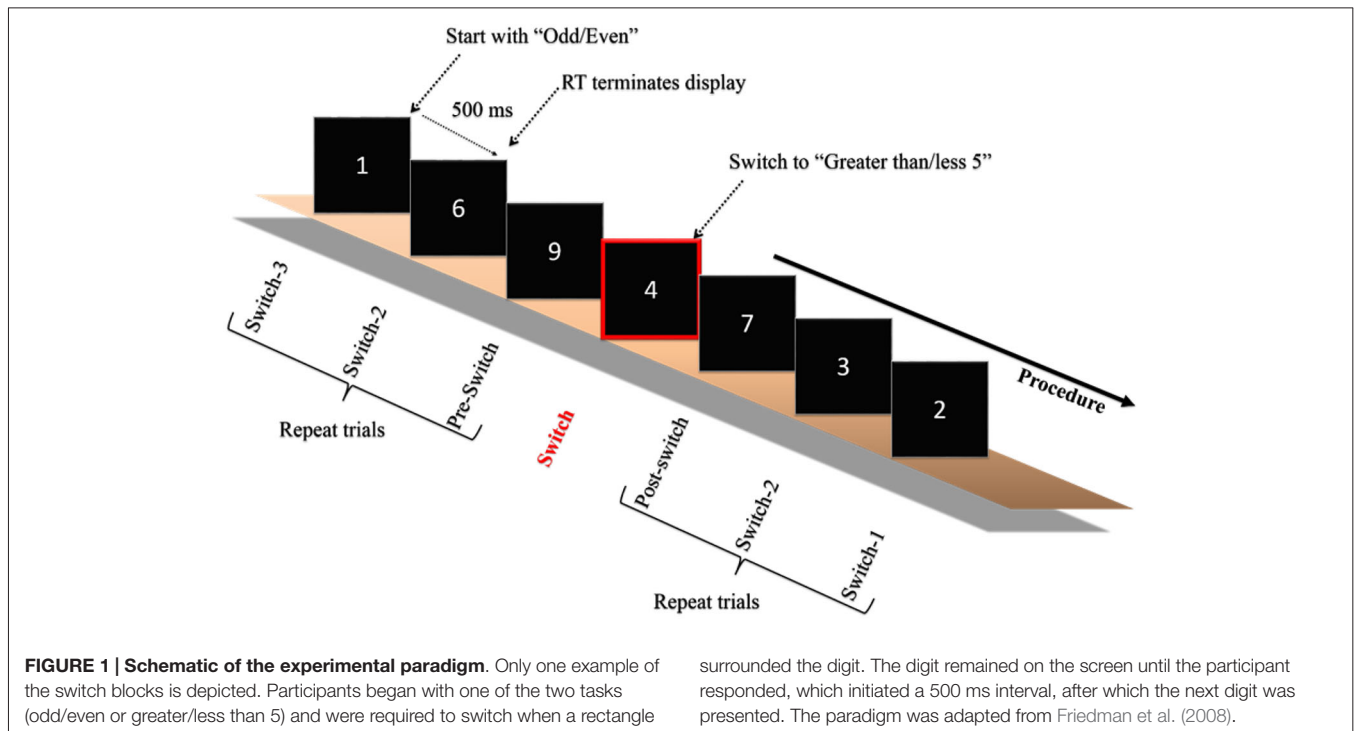 Start with “Odd/Even”
RT terminates display
500 ms
Switch to “Greater than/less 5”
1
6
9
4
7
3
2
Procedure
Switch-3
Switch-2
Pre-Switch
Repeat trials
Switch
Post-switch
Switch-2
Switch-1
Repeat trials
FIGURE 1 | Schematic of the experimental paradigm. Only one example of
the switch blocks is depicted. Participants began with one of the two tasks
(odd/even or greater/less than 5) and were required to switch when a rectangle
surrounded the digit. The digit remained on the screen until the participant
responded, which initiated a 500 ms interval, after which the next digit was
presented. The paradigm was adapted from Friedman et al. (2008).